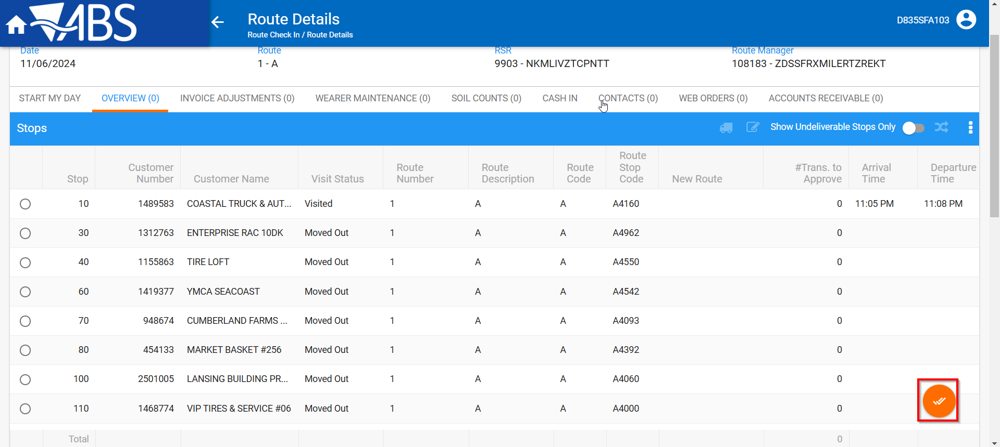 ABS
Route Details
Route Check In / Route Details
D835SFA103
Date
Route
RSR
Route Manager
11/06/2024
1 - A
9903 - NKMLIVZTCPNTT
108183 - ZDSSFRXMILERTZREKT
START MY DAY
OVERVIEW (0)
INVOICE ADJUSTMENTS (0)
WEARER MAINTENANCE (0)
SOIL COUNTS (0)
CASH IN
CONTACTS (0)
WEB ORDERS (0)
ACCOUNTS RECEIVABLE (0)
Stops
Show Undeliverable Stops Only
Stop
Customer
Number
Customer Name
Visit Status
Route
Number
Route
Description
Route
Code
Route
Stop
Code
New Route
#Trans. to
Approve
Arrival
Time
Departure
Time
10 1489583 COASTAL TRUCK & AUT... Visited 1 A A A4160 0 11:05 PM 11:08 PM
30 1312763 ENTERPRISE RAC 10DK Moved Out 1 A A A4962 0
40 1155863 TIRE LOFT Moved Out 1 A A A4550 0
60 1419377 YMCA SEACOAST Moved Out 1 A A A4542 0
70 948674 CUMBERLAND FARMS ... Moved Out 1 A A A4093 0
80 454133 MARKET BASKET #256 Moved Out 1 A A A4392 0
100 2501005 LANSING BUILDING PR... Moved Out 1 A A A4060 0
110 1468774 VIP TIRES & SERVICE #06 Moved Out 1 A A A4000 0
Total 0